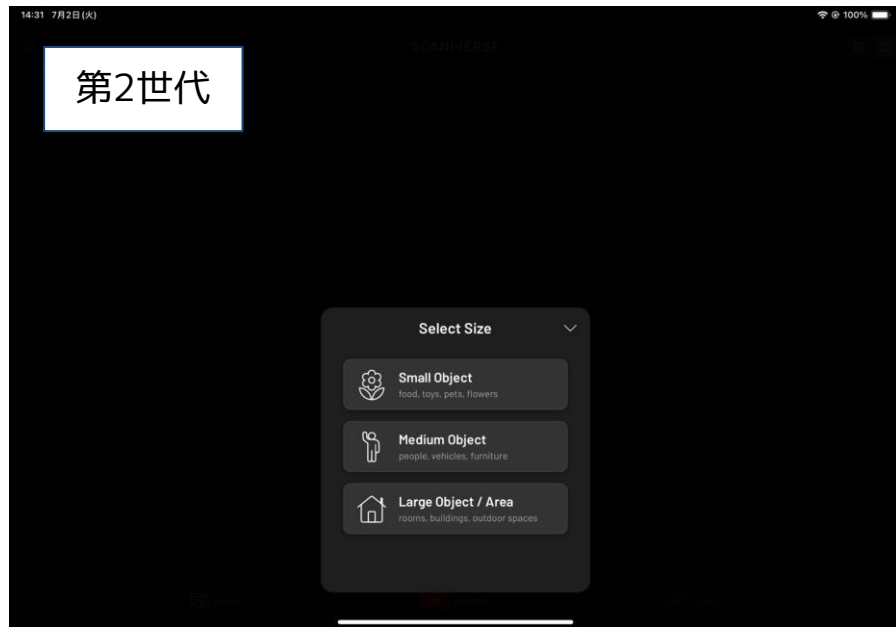 14:31 7月2日(火)
100%
SCANIVERSE
第2世代
Select Size
Small Object
food, toys, pets, flowers
Medium Object
people, vehicles, furniture
Large Object / Area
rooms, buildings, outdoor spaces